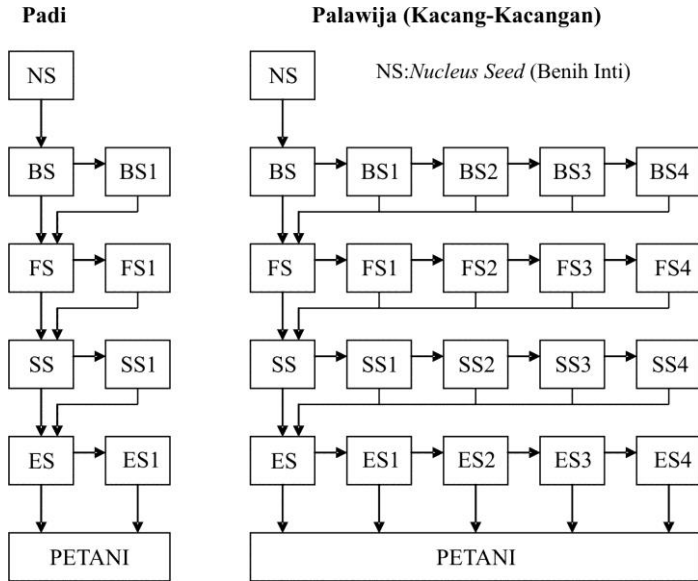 Padi Palawija (Kacang-Kacangan)
NS NS NS:Nucleus Seed (Benih Inti)
BS BS1 BS BS1 BS2 BS3 BS4
FS FS1 FS FS1 FS2 FS3 FS4
SS SS1 SS SS1 SS2 SS3 SS4
ES ES1 ES ES1 ES2 ES3 ES4
PETANI PETANI